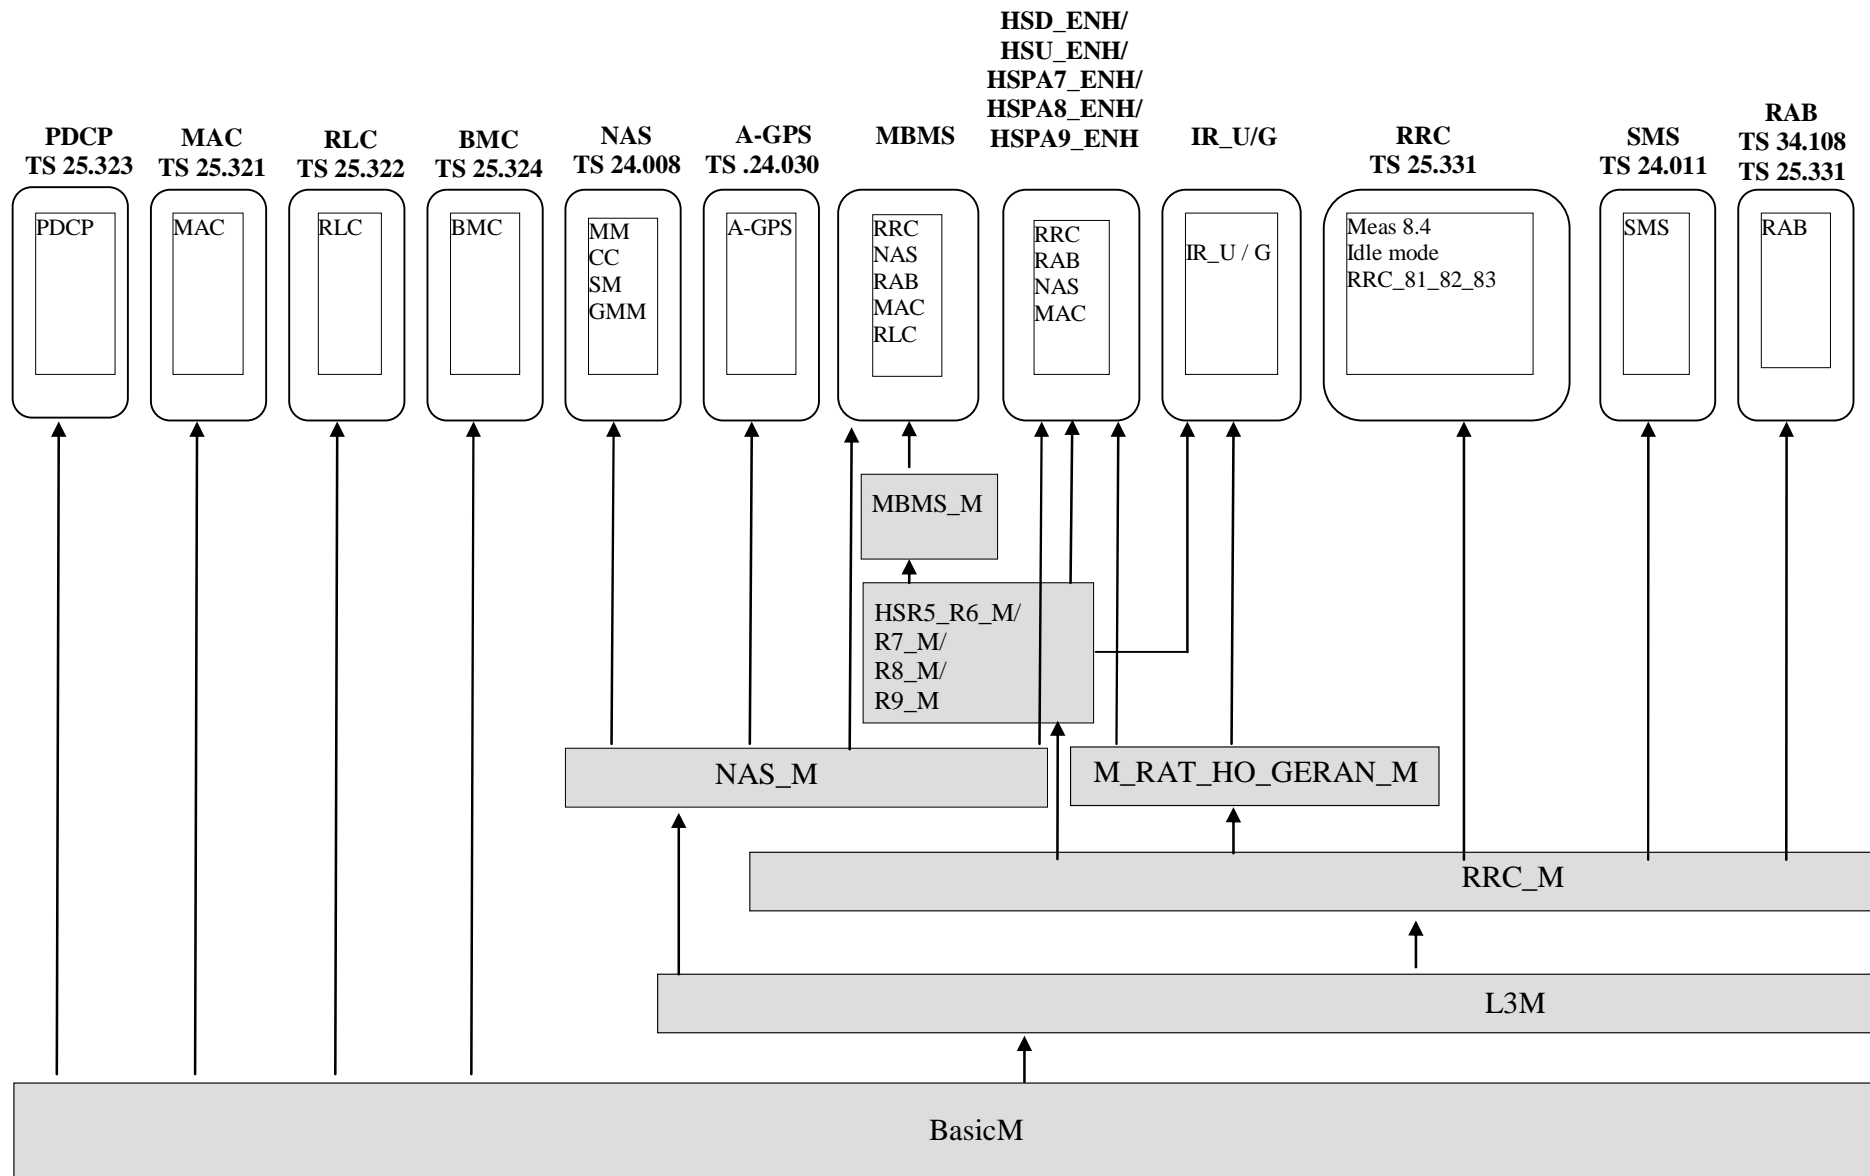 PDCP
TS 25.323
MAC
TS 25.321
RLC
TS 25.322
BMC
TS 25.324
NAS
TS 24.008
A-GPS
TS .24.030
MBMS
HSD_ENH/
HSU_ENH/
HSPA7_ENH/
HSPA8_ENH/
HSPA9_ENH
IR_U/G
RRC
TS 25.331
SMS
TS 24.011
RAB
TS 34.108
TS 25.331
PDCP
MAC
RLC
BMC
MM
CC
SM
GMM
A-GPS
RRC
NAS
RAB
MAC
RLC
RRC
RAB
NAS
MAC
IR_U / G
Meas 8.4
Idle mode
RRC_81_82_83
SMS
RAB
MBMS_M
HSR5_R6_M/
R7_M/
R8_M/
R9_M
NAS_M
M_RAT_HO_GERAN_M
RRC_M
L3M
BasicM